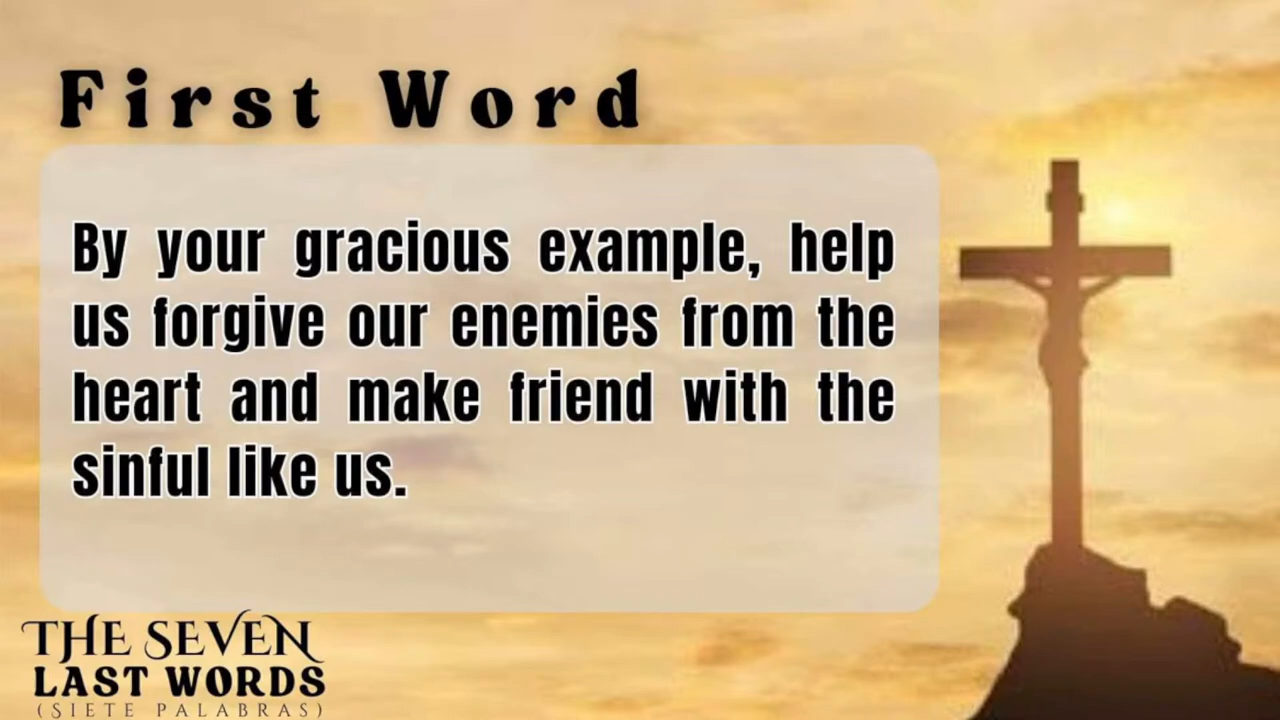 First Word
By your gracious example, help
us forgive our enemies from the
heart and make friend with the
sinful like us.
THE SEVEN
LAST WORDS
(SIETE PALABRAS)